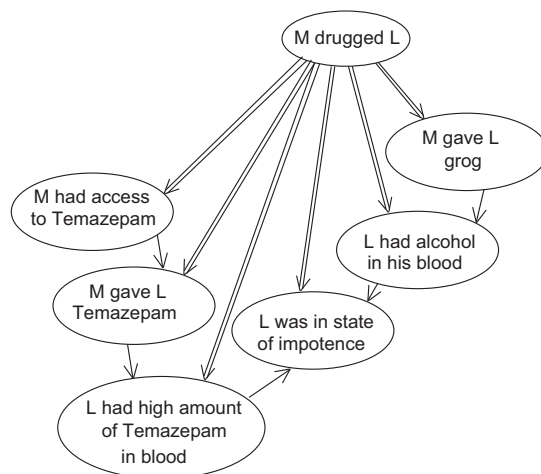 M drugged L
M gave L
grog
M had access
to Temazepam
L had alcohol
in his blood
M gave L
Temazepam
L was in state
of impotence
L had high amount
of Temazepam
in blood